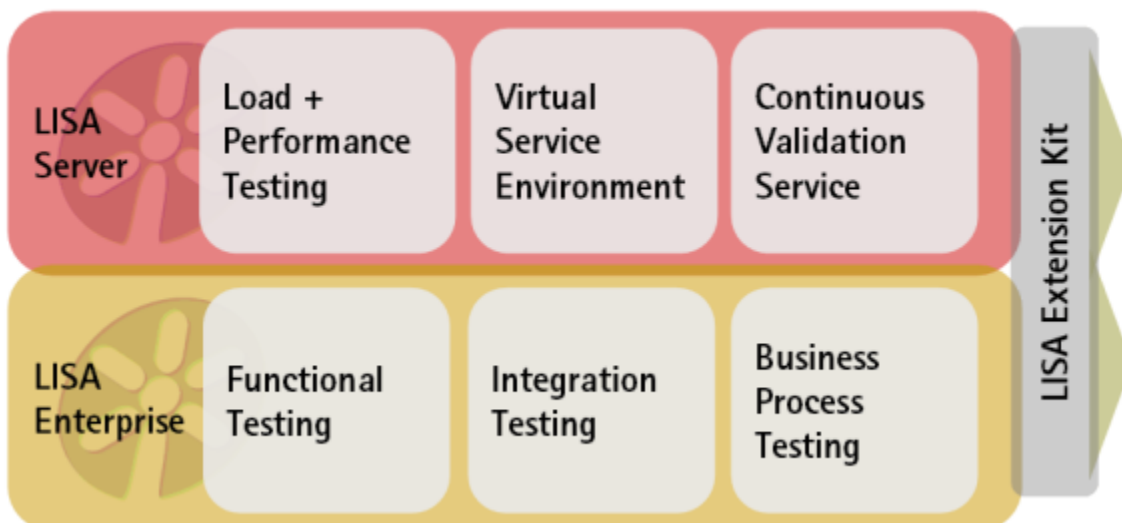 LISA
Server
Load +
Performance
Testing
Virtual
Service
Environment
Continuous
Validation
Service
LISA
Enterprise
Functional
Testing
Integration
Testing
Business
Process
Testing
LISA Extension Kit